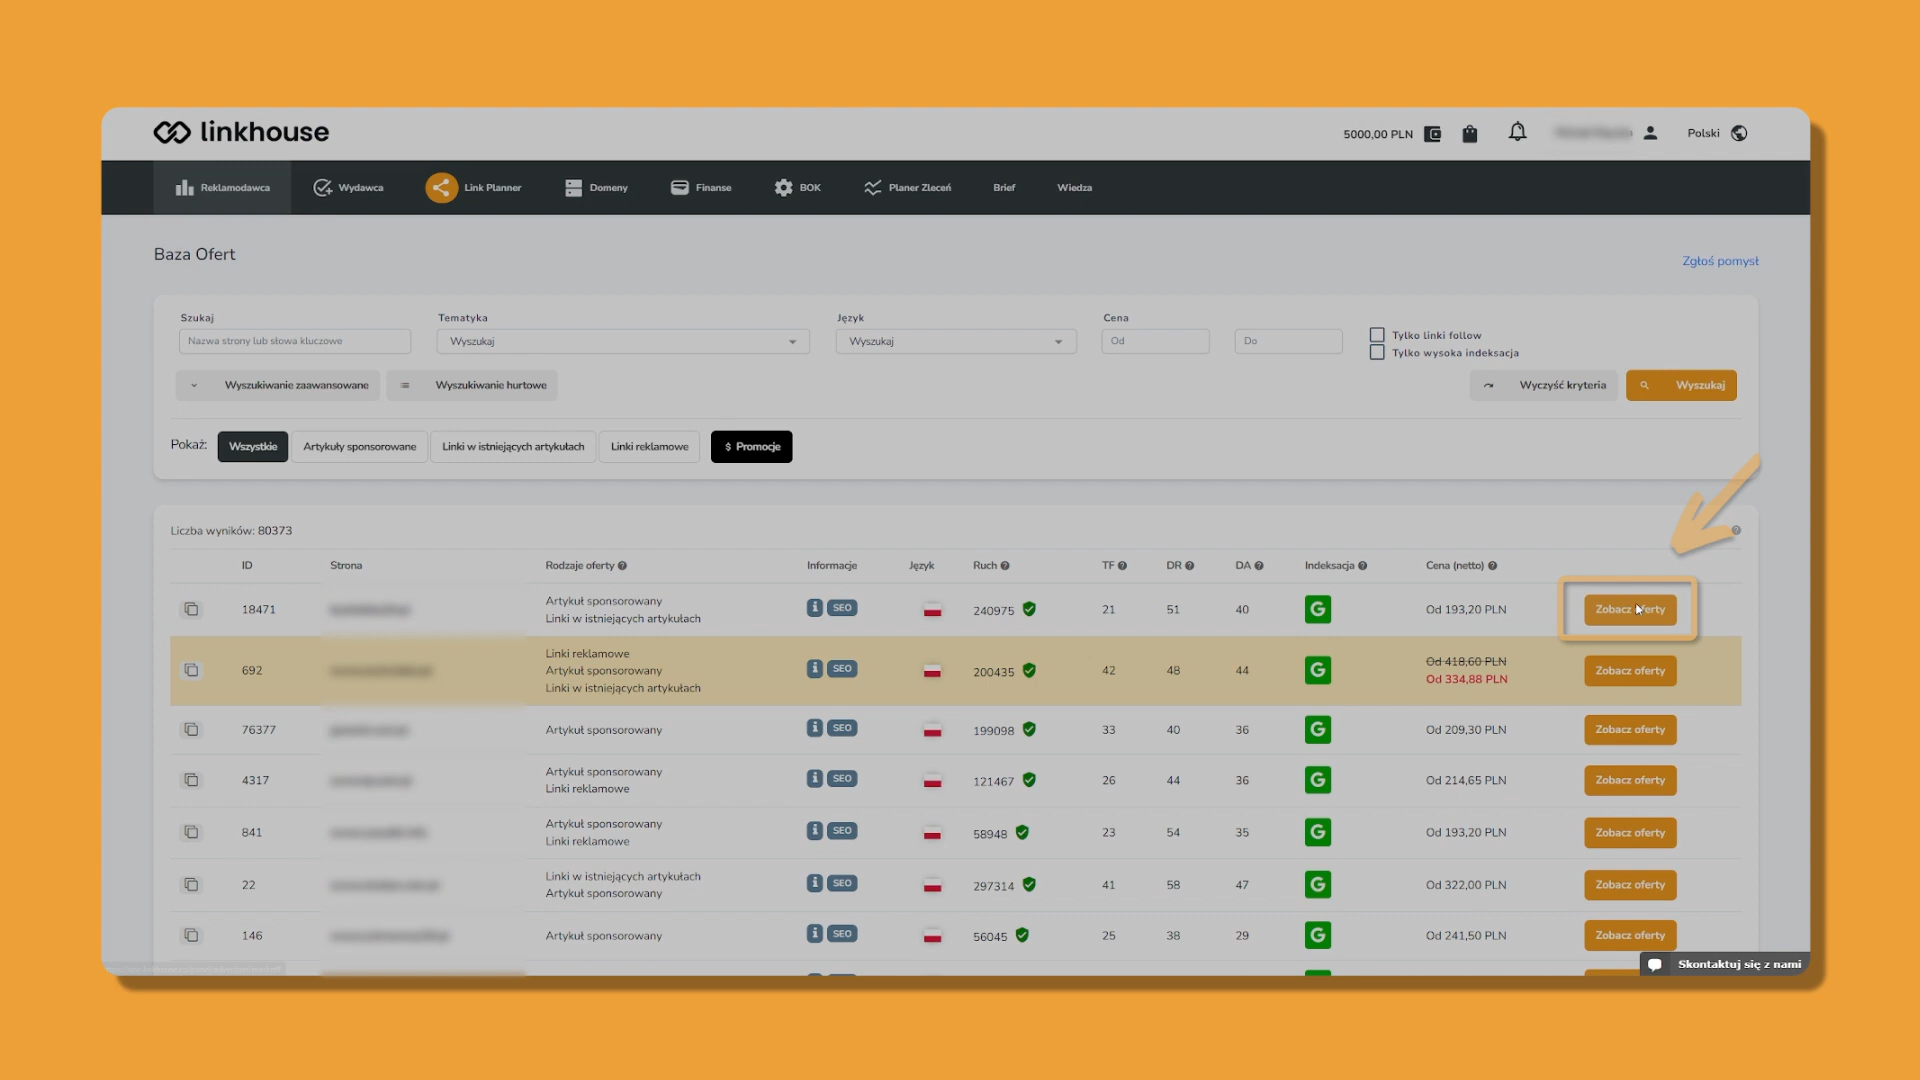 linkhouse
5000,00 PLN
Polski
Reklamodawca
Wydawca
Link Planner
Domeny
Finanse
BOK
Planer Zleceń
Brief
Wiedza
Baza Ofert
Zgłoś pomysł
Szukaj
Tematyka
Język
Cena
Nazwa strony lub słowa kluczowe
Wyszukaj
Wyszukaj
Od
Do
Tylko linki follow
Tylko wysoka indeksacja
Wyszukiwanie zaawansowane
Wyszukiwanie hurtowe
Wyczyść kryteria
Wyszukaj
Pokaż:
Wszystkie
Artykuły sponsorowane
Linki w istniejących artykułach
Linki reklamowe
$ Promocje
Liczba wyników: 80373
ID
Strona
Rodzaje oferty
Informacje
Język
Ruch
TF
DR
DA
Indeksacja
Cena (netto)
18471
Artykuł sponsorowany
Linki w istniejących artykułach
SEO
240975
21
51
40
G
Od 193,20 PLN
Zobacz oferty
692
Linki reklamowe
Artykuł sponsorowany
Linki w istniejących artykułach
SEO
200435
42
48
44
G
Od 418,60 PLN
Od 334,88 PLN
Zobacz oferty
76377
Artykuł sponsorowany
SEO
199098
33
40
36
G
Od 209,30 PLN
Zobacz oferty
4317
Artykuł sponsorowany
Linki reklamowe
SEO
121467
26
44
36
G
Od 214,65 PLN
Zobacz oferty
841
Artykuł sponsorowany
Linki reklamowe
SEO
58948
23
54
35
G
Od 193,20 PLN
Zobacz oferty
22
Linki w istniejących artykułach
Artykuł sponsorowany
SEO
297314
41
58
47
G
Od 322,00 PLN
Zobacz oferty
146
Artykuł sponsorowany
SEO
56045
25
38
29
G
Od 241,50 PLN
Zobacz oferty
Skontaktuj się z nami